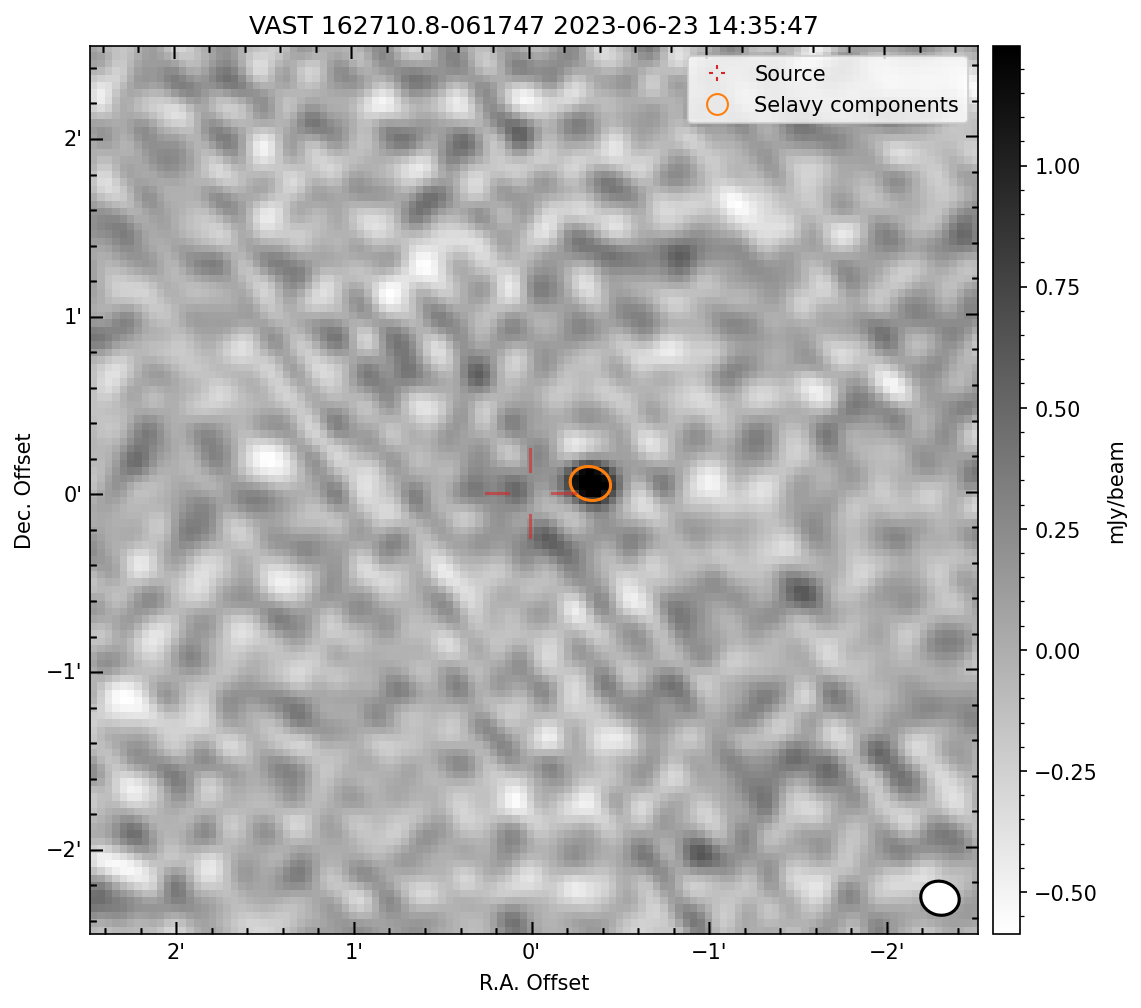 VAST 162710.8-061747 2023-06-23 14:35:47
Source
Selavy components
2'
1'
0'
−1'
−2'
2'
1'
0'
−1'
−2'
R.A. Offset
Dec. Offset
1.00
0.75
0.50
0.25
0.00
−0.25
−0.50
mJy/beam